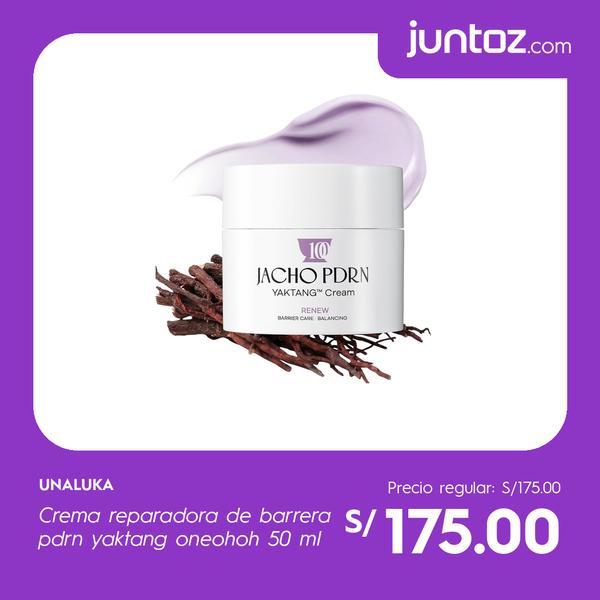 juntoz.com
100
JACHO PDRN
YAKTANG™ Cream
RENEW
BARRIER CARE · BALANCING
UNALUKA
Crema reparadora de barrera
pdrn yaktang oneohoh 50 ml
Precio regular: S/175.00
S/ 175.00